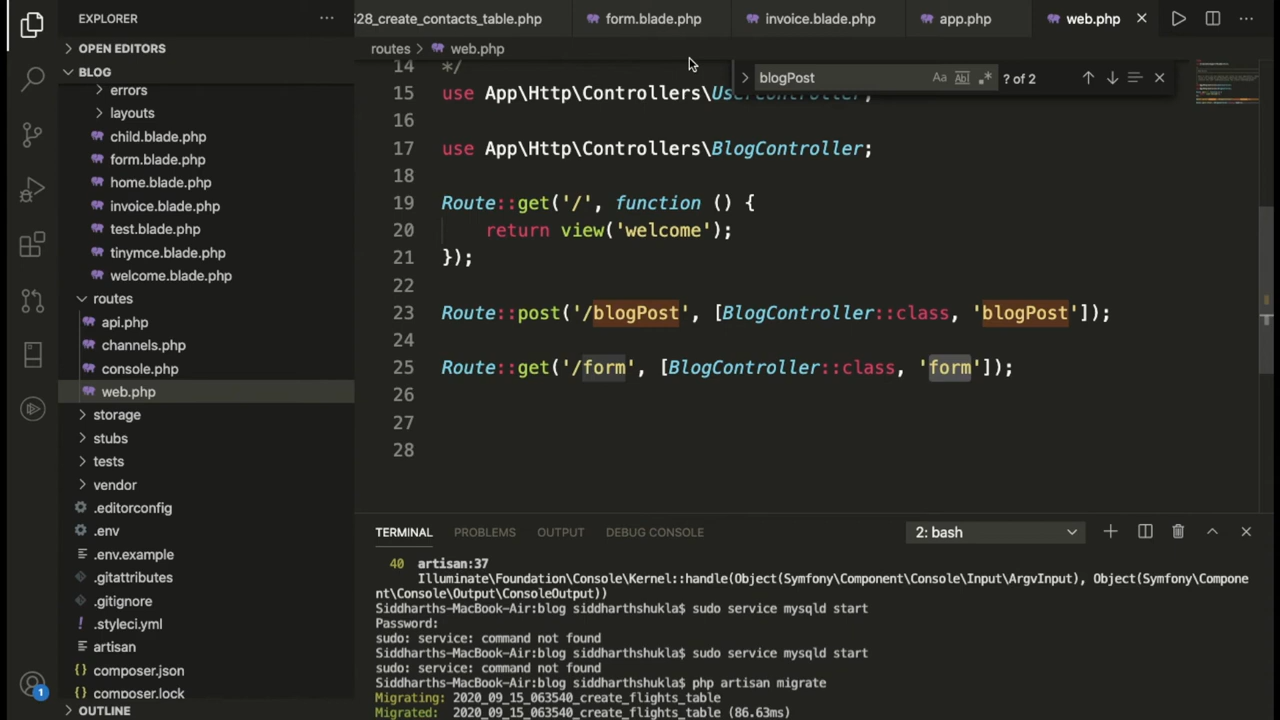 EXPLORER
...
528_create_contacts_table.php
form.blade.php
invoice.blade.php
app.php
web.php
OPEN EDITORS
routes > web.php
BLOG
blogPost
Aa Abl .* ? of 2
errors
layouts
child.blade.php
form.blade.php
home.blade.php
invoice.blade.php
test.blade.php
tinymce.blade.php
welcome.blade.php
routes
api.php
channels.php
console.php
web.php
storage
stubs
tests
vendor
.editorconfig
.env
.env.example
.gitattributes
.gitignore
.styleci.yml
artisan
composer.json
composer.lock
OUTLINE
1
14 */
15 use App\Http\Controllers\UserController;
16
17 use App\Http\Controllers\BlogController;
18
19 Route::get('/', function () {
20 return view('welcome');
21 });
22
23 Route::post('/blogPost', [BlogController::class, 'blogPost']);
24
25 Route::get('/form', [BlogController::class, 'form']);
26
27
28
TERMINAL PROBLEMS OUTPUT DEBUG CONSOLE 2: bash
40 artisan:37
Illuminate\Foundation\Console\Kernel::handle(Object(Symfony\Component\Console\Input\ArgvInput), Object(Symfony\Compone
nt\Console\Output\ConsoleOutput))
Siddharths-MacBook-Air:blog siddharthshukla$ sudo service mysqld start
Password:
sudo: service: command not found
Siddharths-MacBook-Air:blog siddharthshukla$ sudo service mysqld start
sudo: service: command not found
Siddharths-MacBook-Air:blog siddharthshukla$ php artisan migrate
Migrating: 2020_09_15_063540_create_flights_table
Migrated: 2020_09_15_063540_create_flights_table (86.63ms)